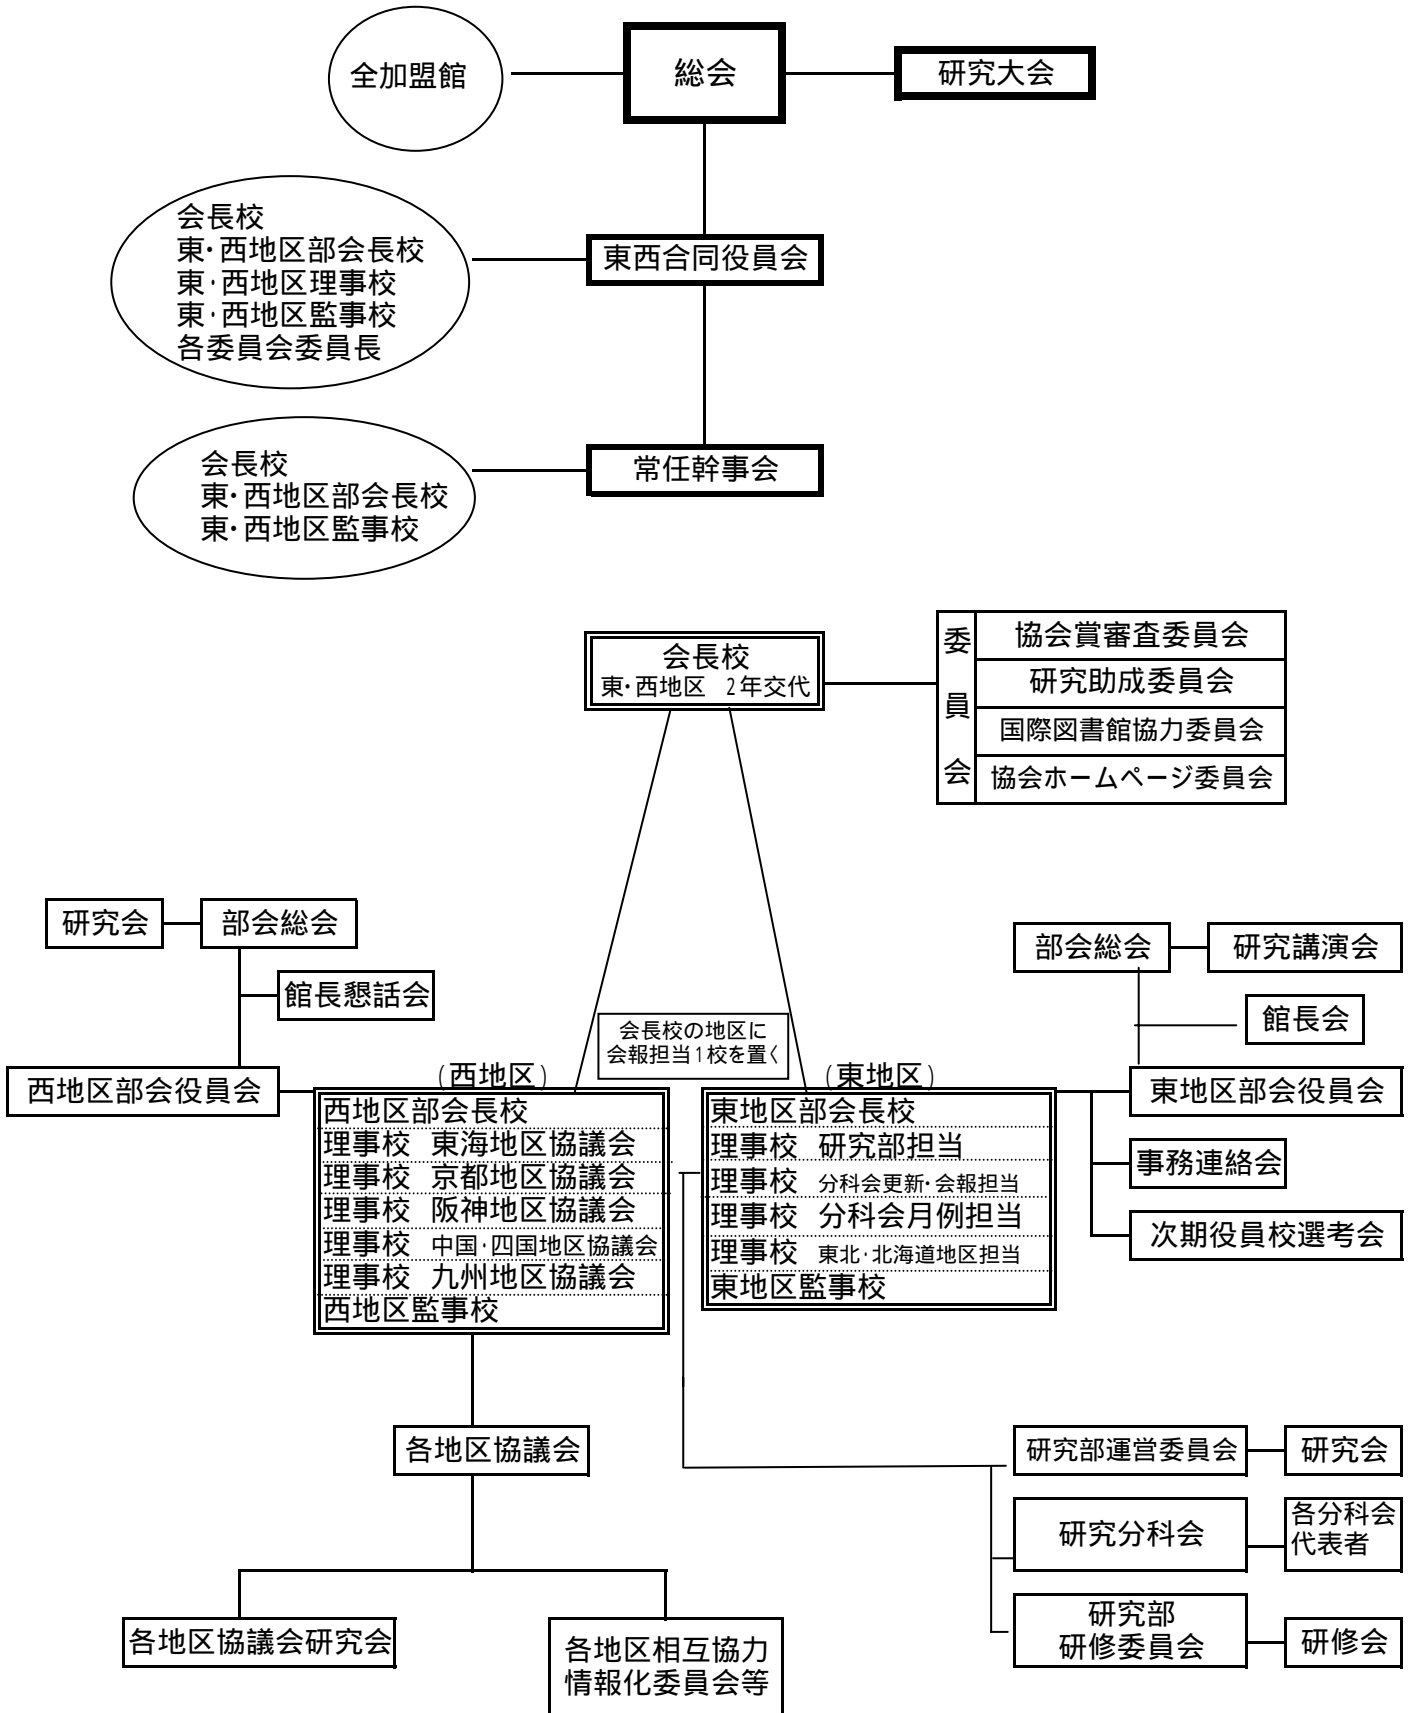 全加盟館
総会
研究大会
会長校
東・西地区部会長校
東・西地区理事校
東・西地区監事校
各委員会委員長
東西合同役員会
会長校
東・西地区部会長校
東・西地区監事校
常任幹事会
会長校
東・西地区 2年交代
委員会
協会賞審査委員会
研究助成委員会
国際図書館協力委員会
協会ホームページ委員会
研究会
部会総会
館長懇話会
西地区部会役員会
会長校の地区に
会報担当1校を置く
部会総会
研究講演会
館長会
東地区部会役員会
事務連絡会
次期役員校選考会
(西地区)
西地区部会長校
理事校 東海地区協議会
理事校 京都地区協議会
理事校 阪神地区協議会
理事校 中国・四国地区協議会
理事校 九州地区協議会
西地区監事校
(東地区)
東地区部会長校
理事校 研究部担当
理事校 分科会更新・会報担当
理事校 分科会月例担当
理事校 東北・北海道地区担当
東地区監事校
各地区協議会
各地区協議会研究会
各地区相互協力
情報化委員会等
研究部運営委員会
研究会
研究分科会
各分科会
代表者
研究部
研修委員会
研修会